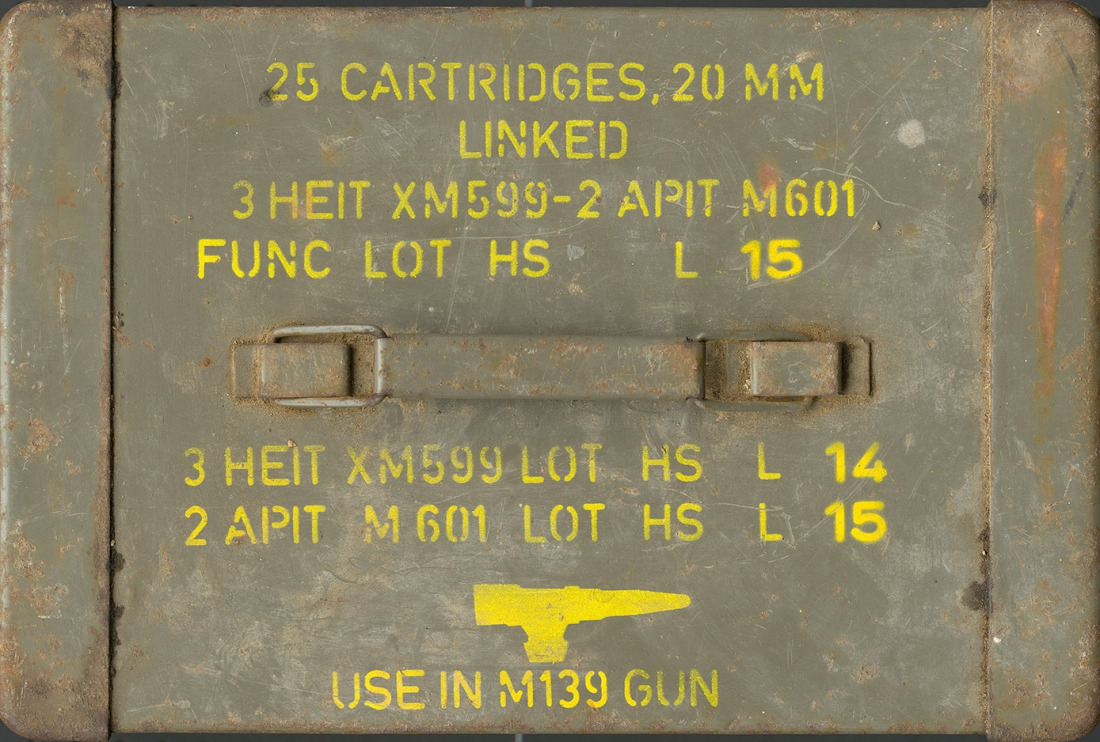 25 CARTRIDGES, 20 MM
LINKED
3 HEIT XM599-2 APIT M601
FUNC LOT HS L 15
3 HEIT XM599 LOT HS L 14
2 APIT M601 LOT HS L 15
USE IN M139 GUN